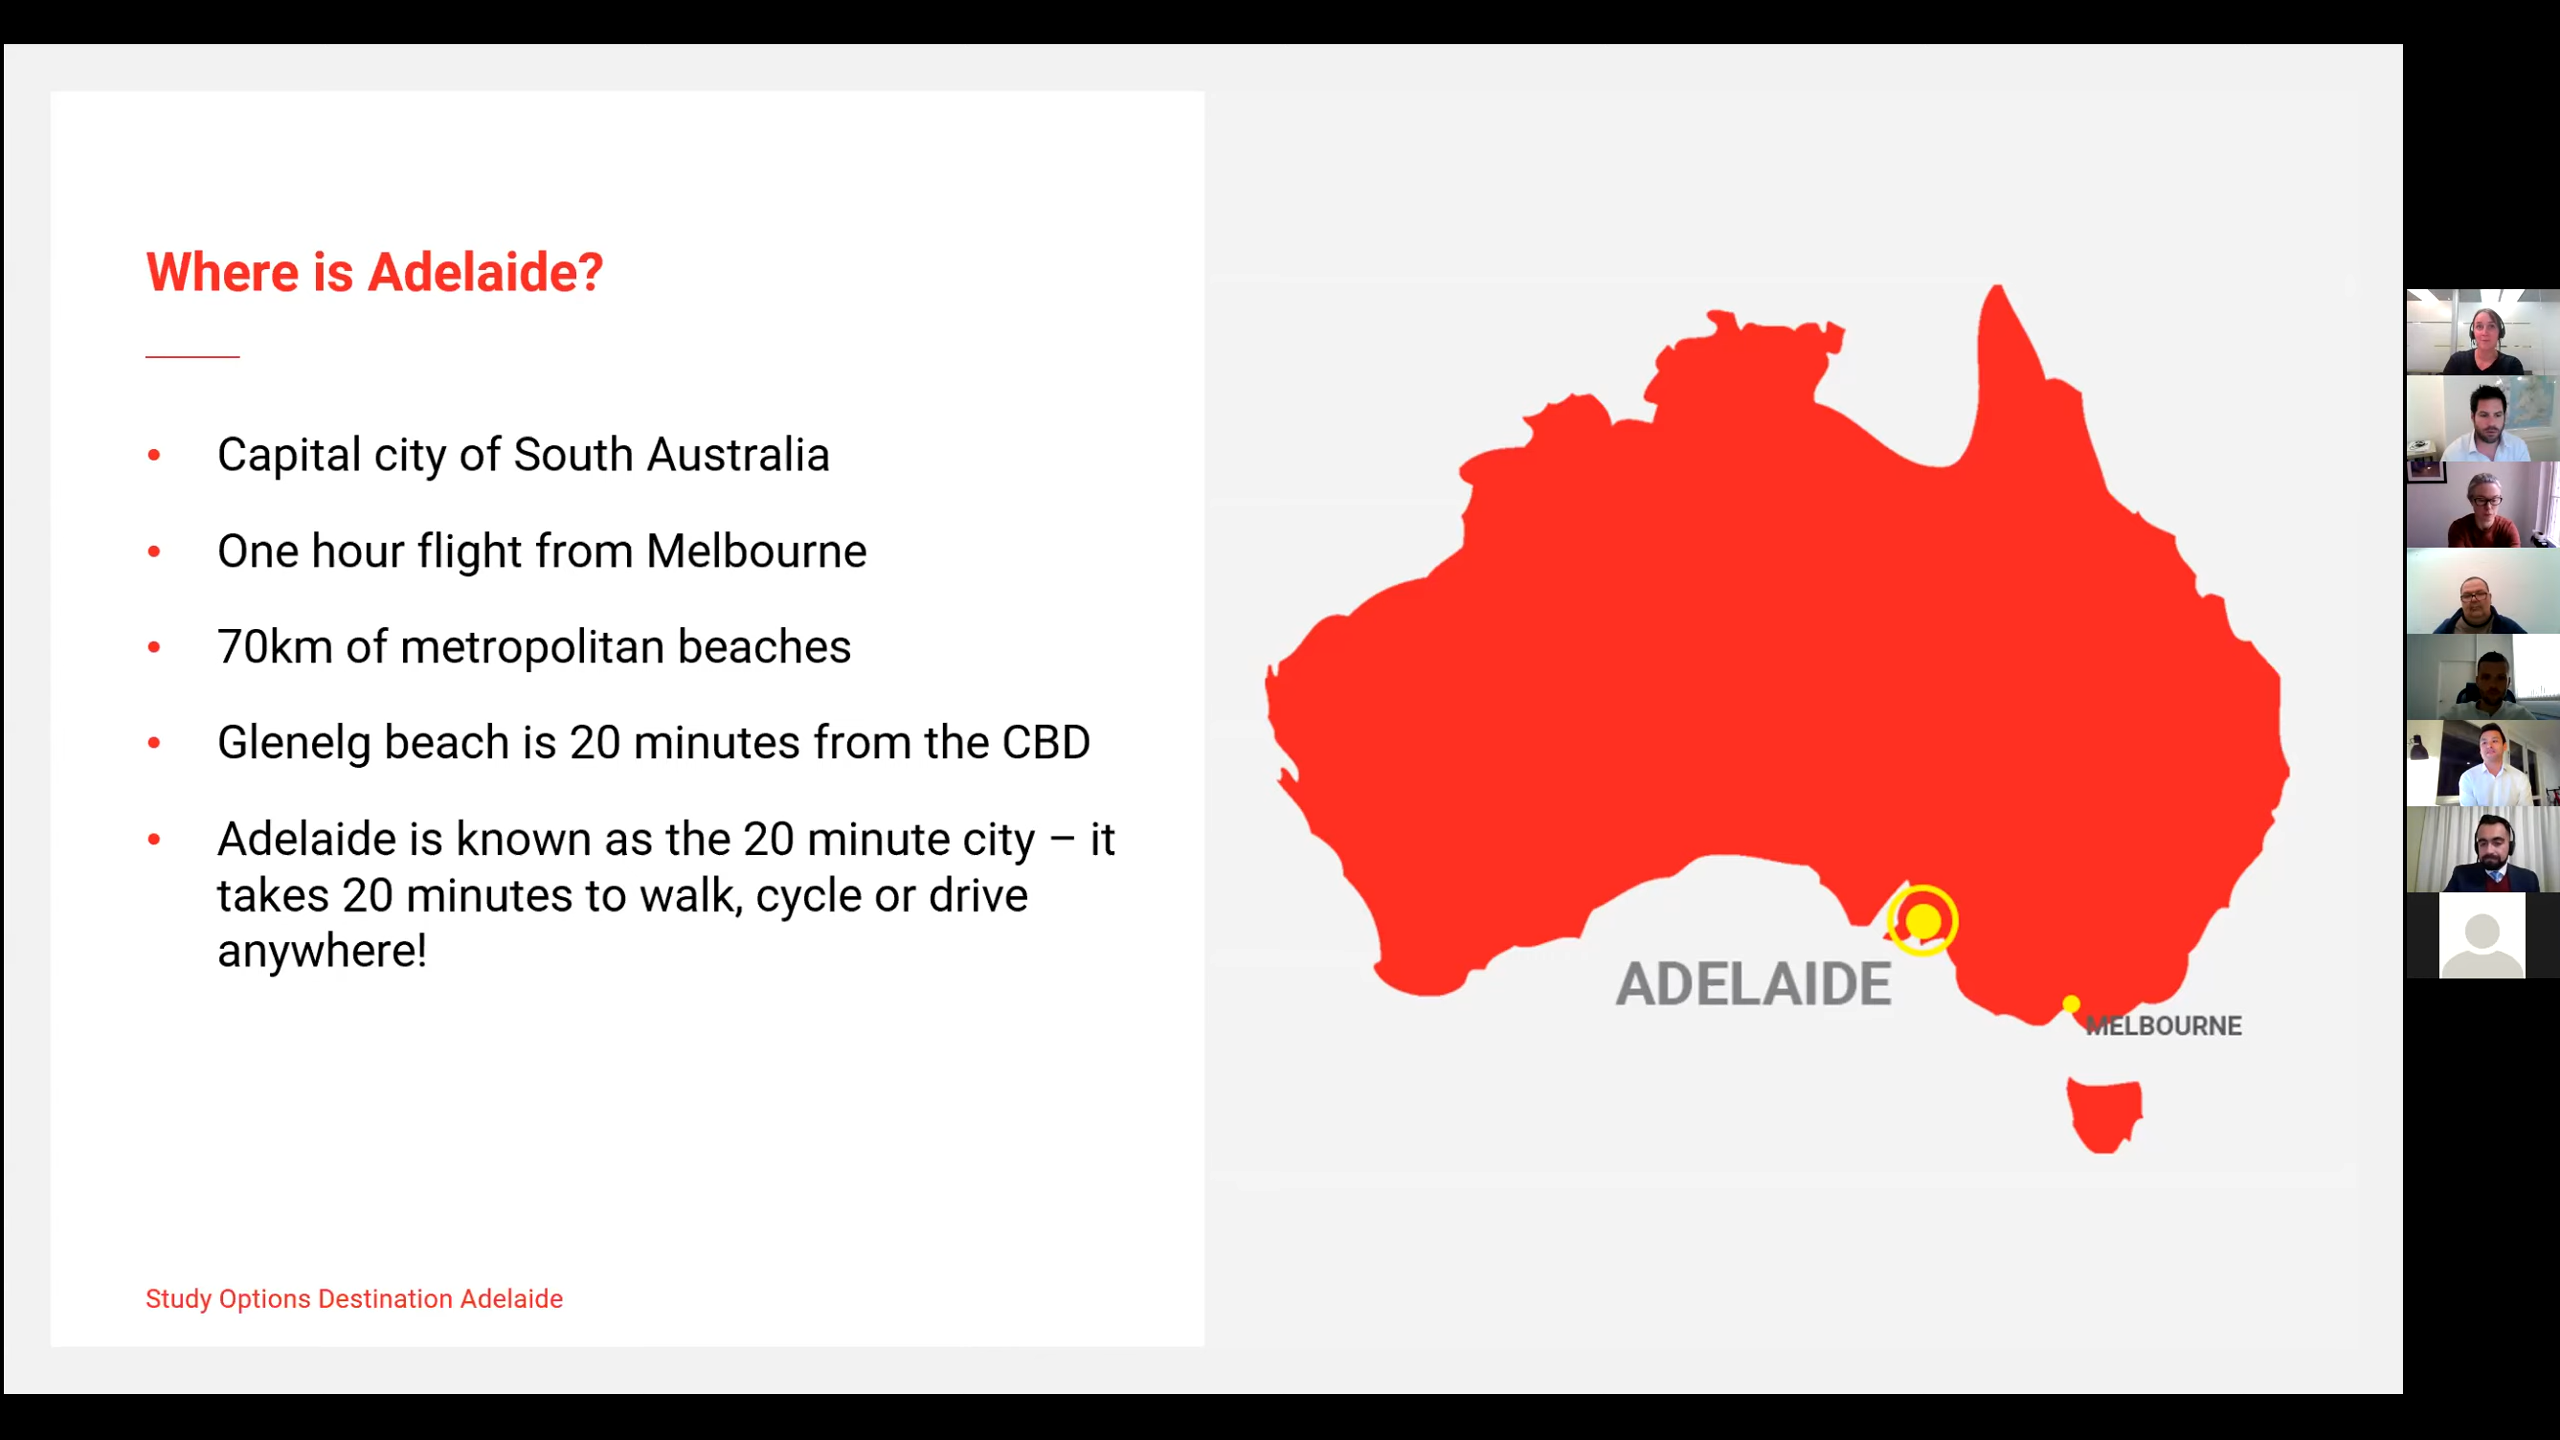 Where is Adelaide?
• Capital city of South Australia
• One hour flight from Melbourne
• 70km of metropolitan beaches
• Glenelg beach is 20 minutes from the CBD
• Adelaide is known as the 20 minute city – it
takes 20 minutes to walk, cycle or drive
anywhere!
Study Options Destination Adelaide
ADELAIDE
MELBOURNE